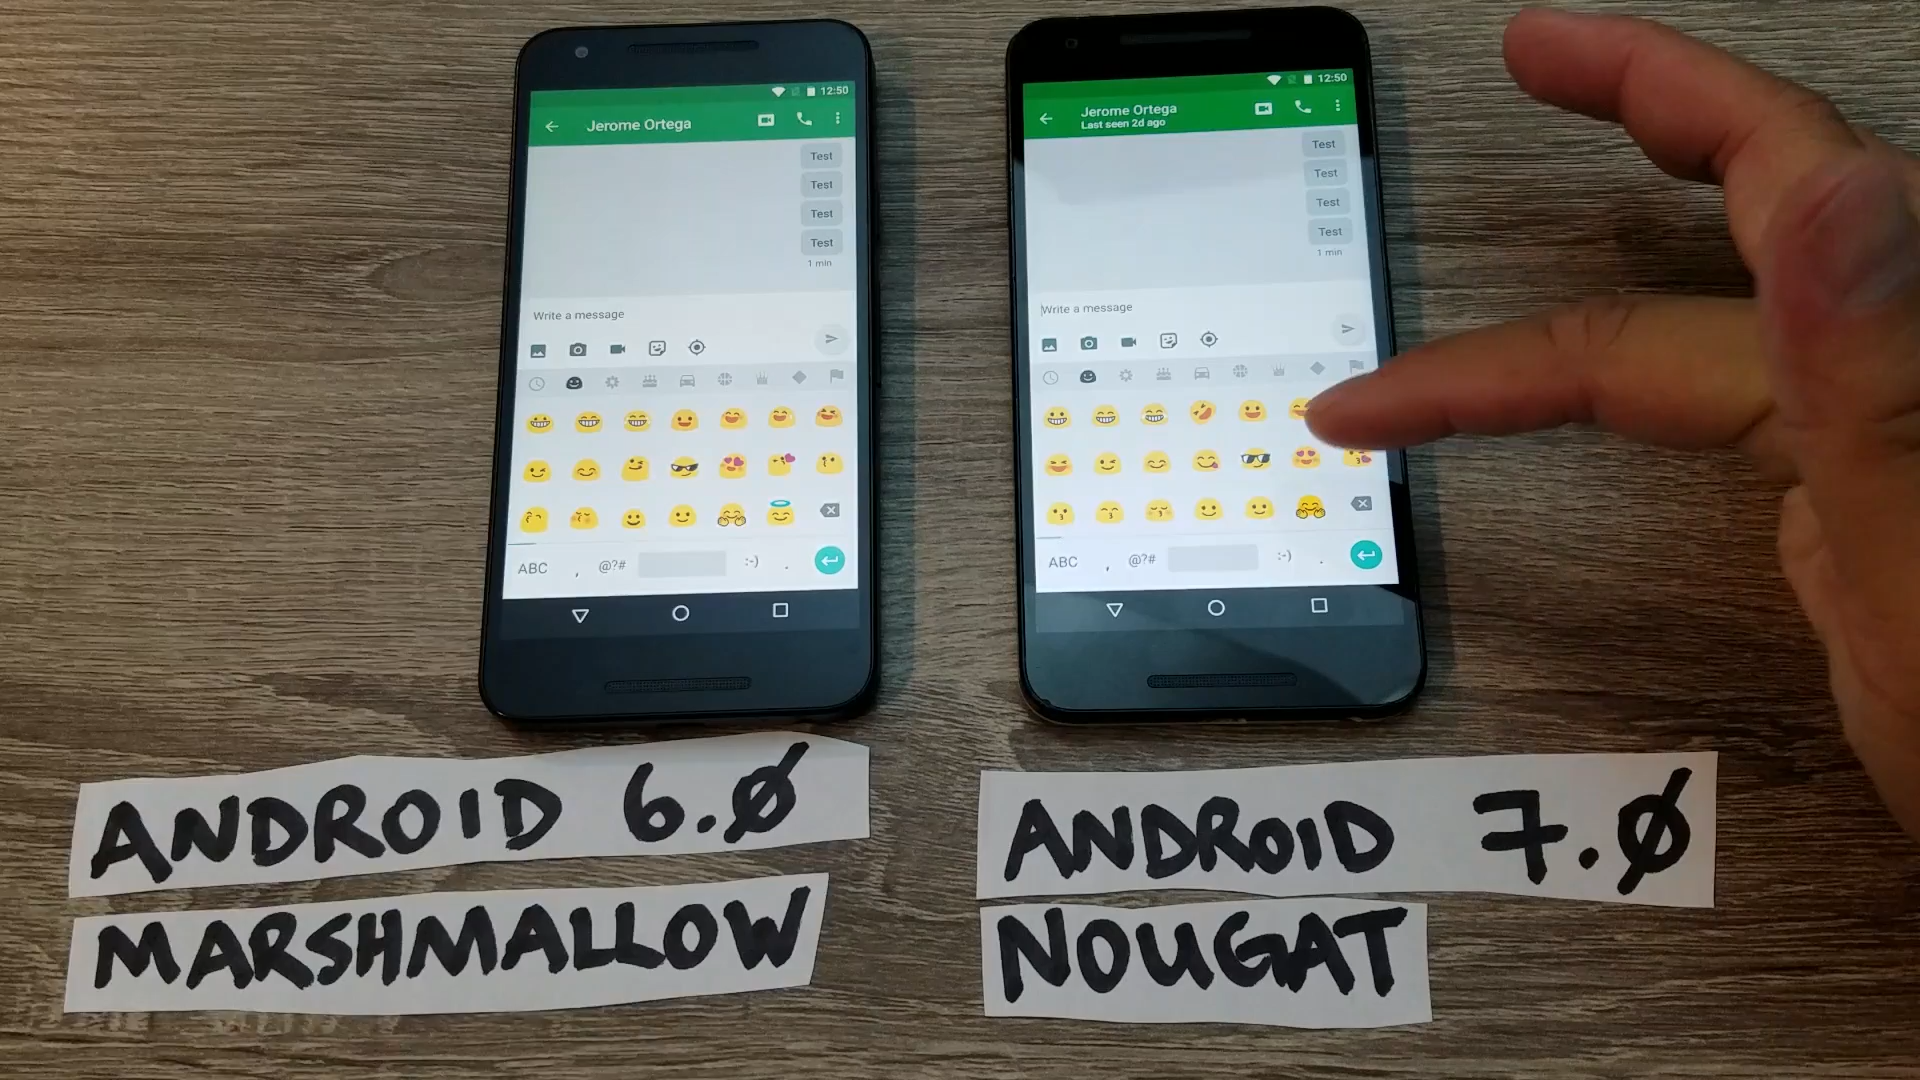 12:50
Jerome Ortega
Test
Test
Test
Test
1 min
Write a message
ABC , @?# :-) .
12:50
Jerome Ortega
Last seen 2d ago
Test
Test
Test
Test
1 min
Write a message
ABC , @?# :-) .
ANDROID 6.0
MARSHMALLOW
ANDROID 7.0
NOUGAT